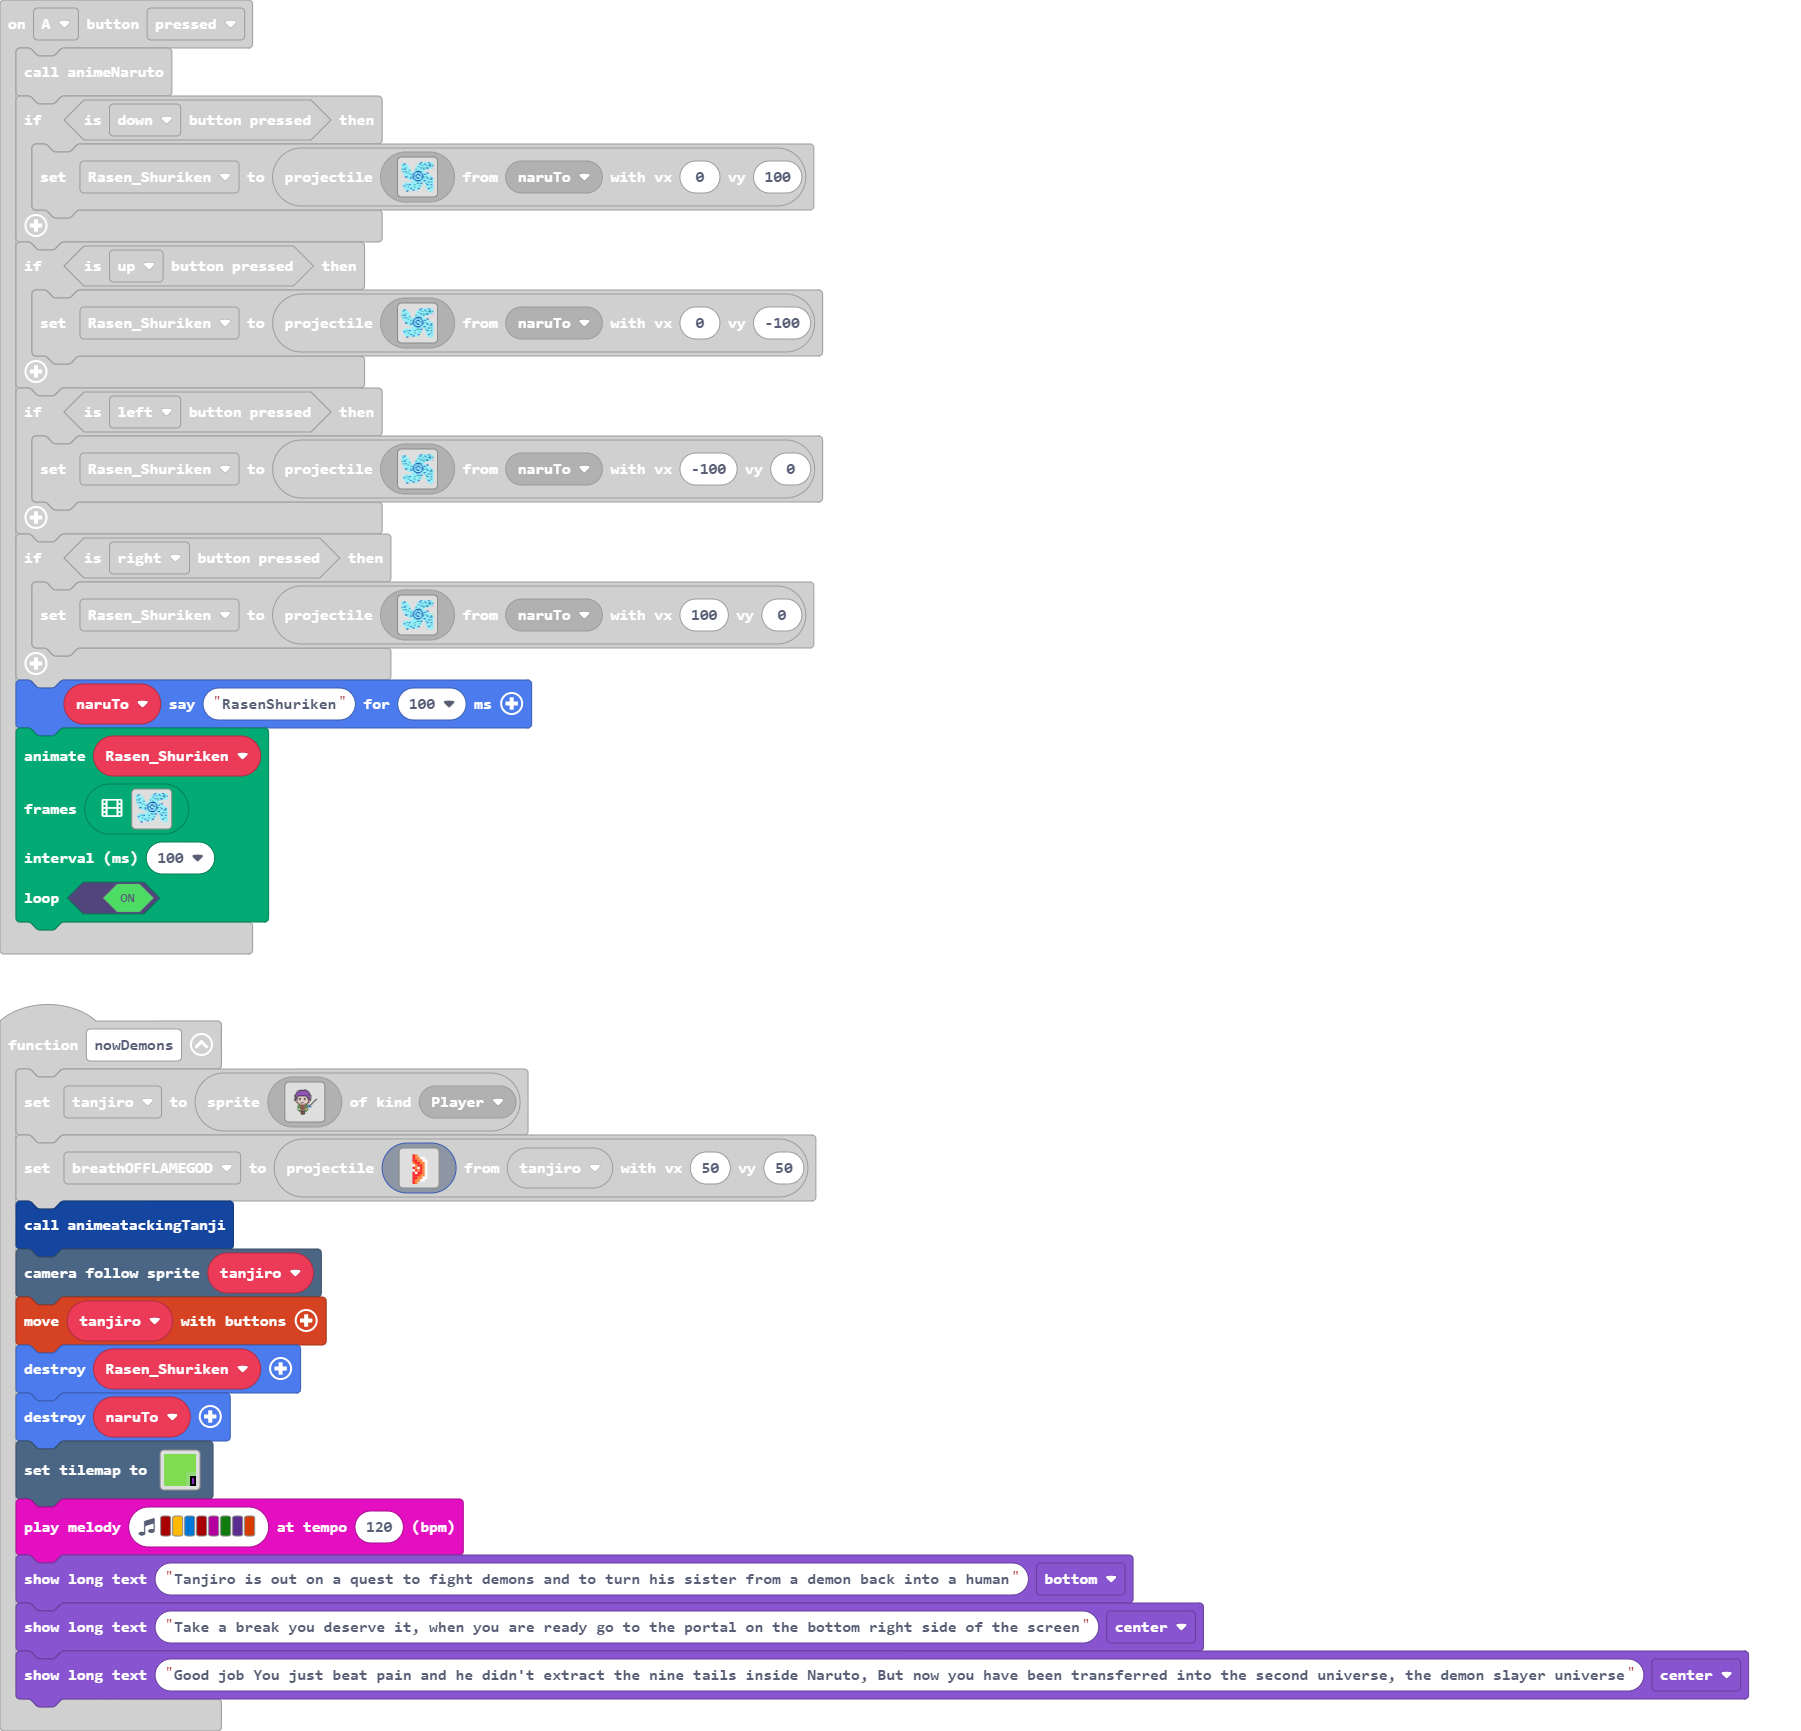 on A button pressed
call animeNaruto
if is down button pressed then
set Rasen_Shuriken to projectile from naruTo with vx 0 vy 100
if is up button pressed then
set Rasen_Shuriken to projectile from naruTo with vx 0 vy -100
if is left button pressed then
set Rasen_Shuriken to projectile from naruTo with vx -100 vy 0
if is right button pressed then
set Rasen_Shuriken to projectile from naruTo with vx 100 vy 0
naruTo say "RasenShuriken" for 100 ms
animate Rasen_Shuriken
frames
interval (ms) 100
loop ON
function nowDemons
set tanjiro to sprite of kind Player
set breathOFFLAMEGOD to projectile from tanjiro with vx 50 vy 50
call animeatackingTanji
camera follow sprite tanjiro
move tanjiro with buttons
destroy Rasen_Shuriken
destroy naruTo
set tilemap to
play melody at tempo 120 (bpm)
show long text "Tanjiro is out on a quest to fight demons and to turn his sister from a demon back into a human" bottom
show long text "Take a break you deserve it, when you are ready go to the portal on the bottom right side of the screen" center
show long text "Good job You just beat pain and he didn't extract the nine tails inside Naruto, But now you have been transferred into the second universe, the demon slayer universe" center